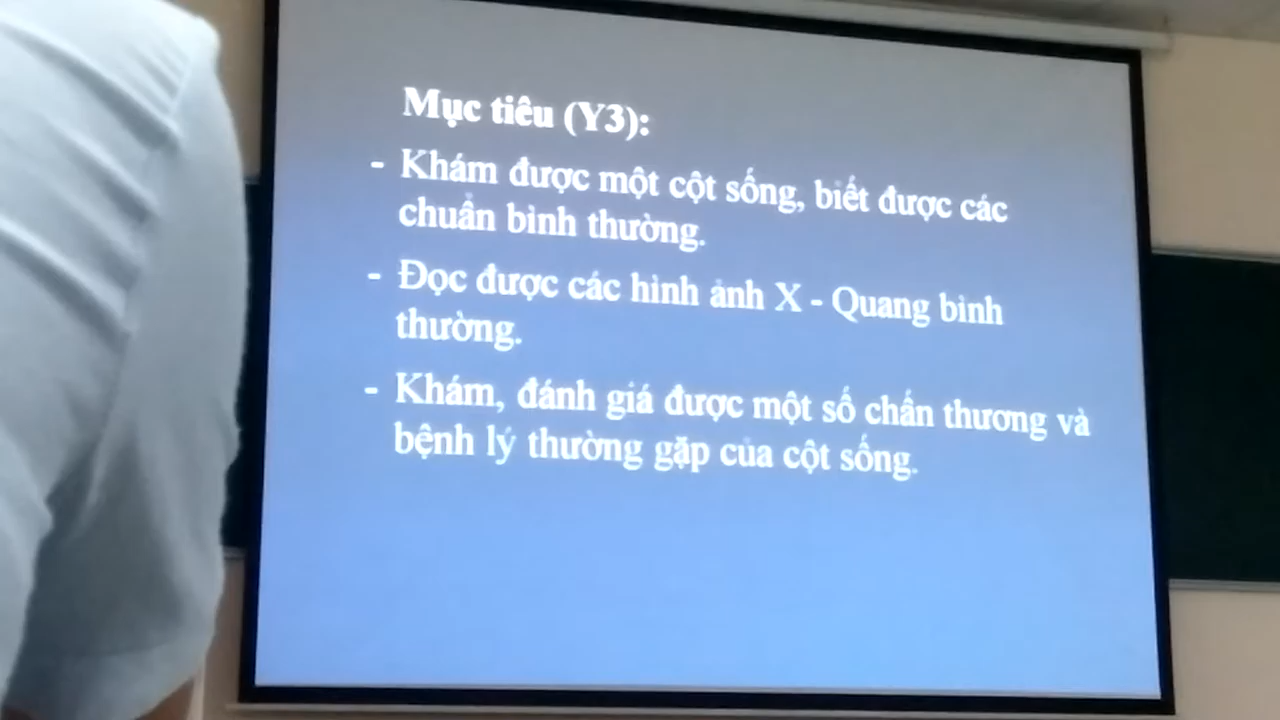 Mục tiêu (Y3):
- Khám được một cột sống, biết được các
chuẩn bình thường.
- Đọc được các hình ảnh X - Quang bình
thường.
- Khám, đánh giá được một số chấn thương và
bệnh lý thường gặp của cột sống.